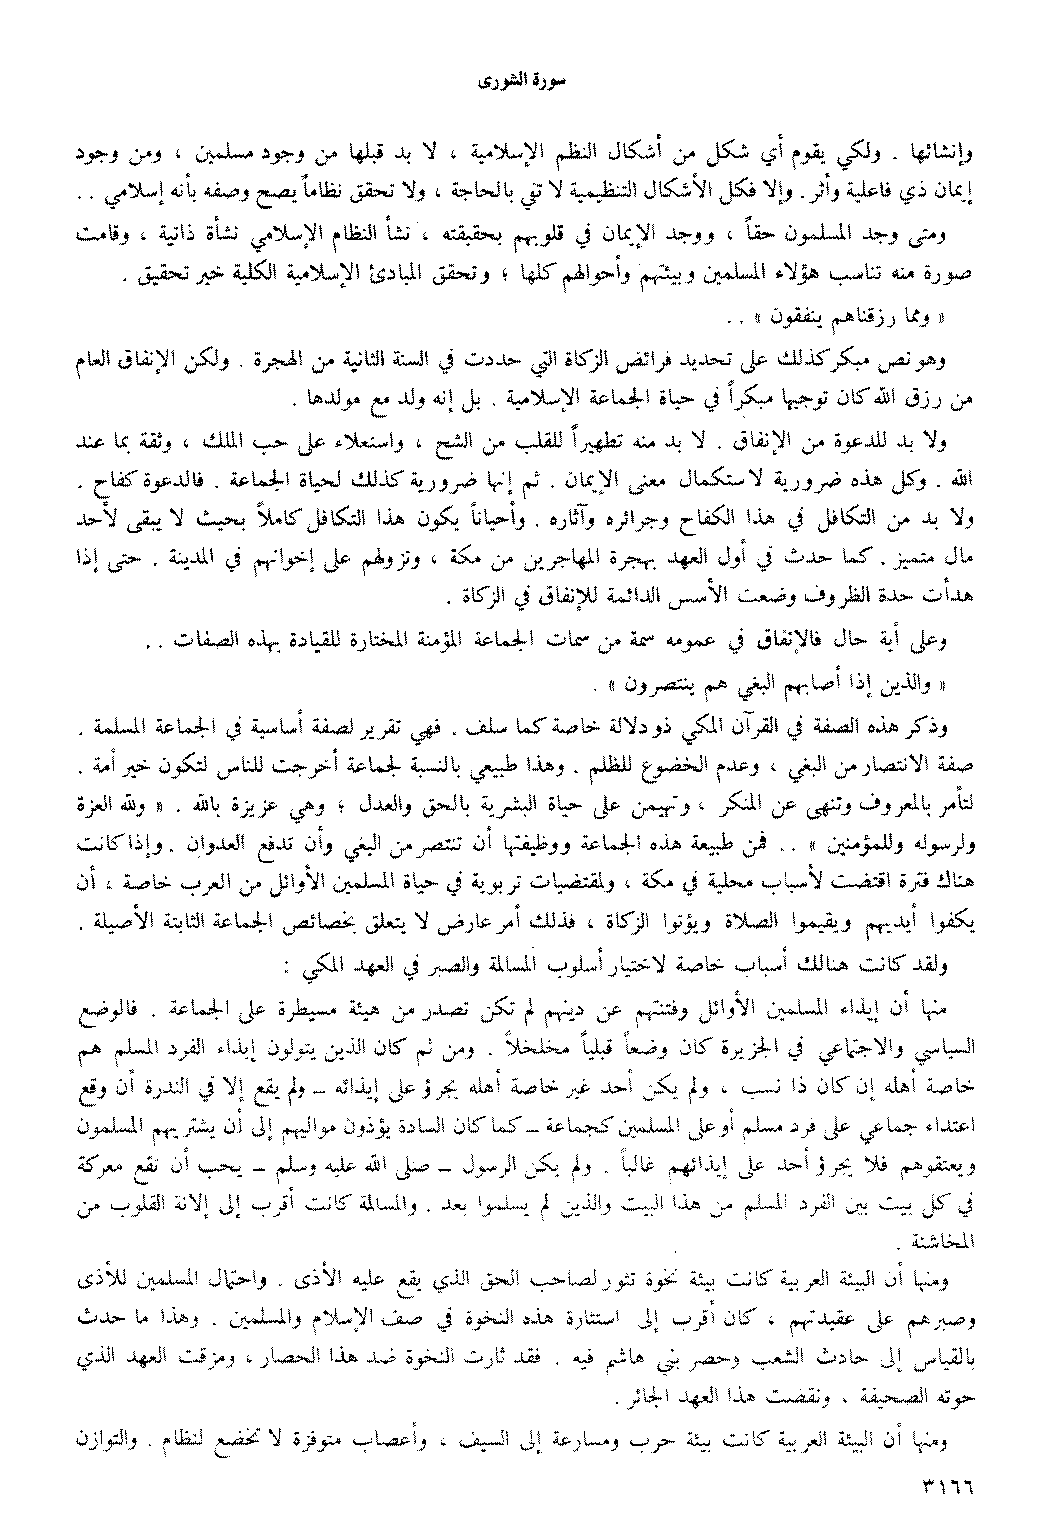 سورة الشورى
وإنشائها . ولكي يقوم أي شكل من أشكال النظم الإسلامية ، لا بد قبلها من وجود مسلمين ، ومن وجود
إيمان ذي فاعلية وأثر . وإلا فكل الأشكال التنظيمية لا تفي بالحاجة ، ولا تحقق نظاماً يصح وصفه بأنه إسلامي . .
ومتى وجد المسلمون حقاً ، ووجد الإيمان في قلوبهم بحقيقته ، نشأ النظام الإسلامي نشأة ذاتية ، وقامت
صورة منه تناسب هؤلاء المسلمين وبيئتهم وأحوالهم كلها ؛ وتحقق المبادئ الإسلامية الكلية خير تحقيق .
« ومما رزقناهم ينفقون » . .
وهو نص مبكر كذلك على تحديد فرائض الزكاة التي حددت في السنة الثانية من الهجرة . ولكن الإنفاق العام
من رزق الله كان توجيها مبكراً في حياة الجماعة الإسلامية . بل إنه ولد مع مولدها .
ولا بد للدعوة من الإنفاق . لا بد منه تطهيراً للقلب من الشح ، واستعلاء على حب الملك ، وثقة بما عند
الله . وكل هذه ضرورية لاستكمال معنى الإيمان . ثم إنها ضرورية كذلك لحياة الجماعة . فالدعوة كفاح .
ولا بد من التكافل في هذا الكفاح وجرائره وآثاره . وأحياناً يكون هذا التكافل كاملاً بحيث لا يبقى لأحد
مال متميز . كما حدث في أول العهد بهجرة المهاجرين من مكة ، ونزولهم على إخوانهم في المدينة . حتى إذا
هدأت حدة الظروف وضعت الأسس الدائمة للإنفاق في الزكاة .
وعلى أية حال فالإنفاق في عمومه سمة من سمات الجماعة المؤمنة المختارة للقيادة بهذه الصفات . .
« والذين إذا أصابهم البغي هم ينتصرون » .
وذكر هذه الصفة في القرآن المكي ذو دلالة خاصة كما سلف . فهي تقرير لصفة أساسية في الجماعة المسلمة .
صفة الانتصار من البغي ، وعدم الخضوع للظلم . وهذا طبيعي بالنسبة لجماعة أخرجت للناس لتكون خير أمة .
لتأمر بالمعروف وتنهى عن المنكر ، وتهيمن على حياة البشرية بالحق والعدل ؛ وهي عزيزة بالله . « ولله العزة
ولرسوله وللمؤمنين » . . فمن طبيعة هذه الجماعة ووظيفتها أن تنتصر من البغي وأن تدفع العدوان . وإذا كانت
هناك فترة اقتضت لأسباب محلية في مكة ، ولمقتضيات تربوية في حياة المسلمين الأوائل من العرب خاصة ، أن
يكفوا أيديهم ويقيموا الصلاة ويؤتوا الزكاة ، فذلك أمر عارض لا يتعلق بخصائص الجماعة الثابتة الأصيلة .
ولقد كانت هنالك أسباب خاصة لاختيار أسلوب المسالمة والصبر في العهد المكي :
منها أن إيذاء المسلمين الأوائل وفتنتهم عن دينهم لم تكن تصدر من هيئة مسيطرة على الجماعة . فالوضع
السياسي والاجتماعي في الجزيرة كان وضعاً قبلياً مخلخلاً . ومن ثم كان الذين يتولون إيذاء الفرد المسلم هم
خاصة أهله إن كان ذا نسب ، ولم يكن أحد غير خاصة أهله يجرؤ على إيذائه – ولم يقع إلا في الندرة أن وقع
اعتداء جماعي على فرد مسلم أو على المسلمين كجماعة – كما كان السادة يؤذون مواليهم إلى أن يشتريهم المسلمون
ويعتقوهم فلا يجرؤ أحد على إيذائهم غالباً . ولم يكن الرسول – صلى الله عليه وسلم – يحب أن تقع معركة
في كل بيت بين الفرد المسلم من هذا البيت والذين لم يسلموا بعد . والمسالمة كانت أقرب إلى إلانة القلوب من
المخاشنة .
ومنها أن البيئة العربية كانت بيئة نخوة تثور لصاحب الحق الذي يقع عليه الأذى . واحتمال المسلمين للأذى
وصبرهم على عقيدتهم ، كان أقرب إلى استثارة هذه النخوة في صف الإسلام والمسلمين . وهذا ما حدث
بالقياس إلى حادث الشعب وحصر بني هاشم فيه . فقد ثارت النخوة ضد هذا الحصار ، ومزقت العهد الذي
حوته الصحيفة ، ونقضت هذا العهد الجائر .
ومنها أن البيئة العربية كانت بيئة حرب ومسارعة إلى السيف ، وأعصاب متوفزة لا تخضع لنظام . والتوازن
٣١٦٦